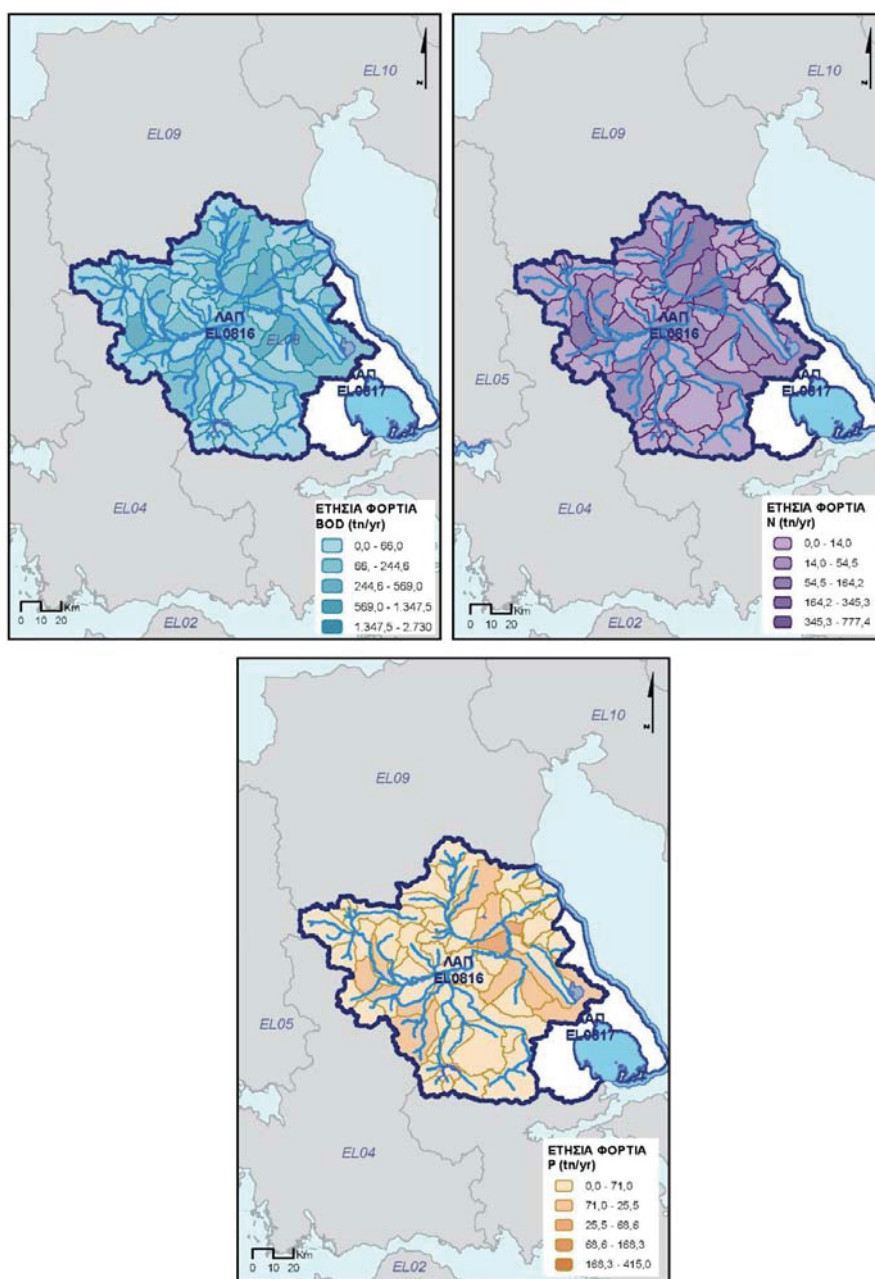 EL10
EL09
ΛΑΠ
EL0816
EL08
ΛΑΠ
EL0817
EL05
EL04
EL02
ΕΤΗΣΙΑ ΦΟΡΤΙΑ
BOD (tn/yr)
0,0 - 66,0
66, - 244,6
244,6 - 569,0
569,0 - 1.347,5
1.347,5 - 2.730
0 10 20 Km
N
EL10
EL09
ΛΑΠ
EL0816
ΛΑΠ
EL0817
EL05
EL04
EL02
ΕΤΗΣΙΑ ΦΟΡΤΙΑ
N (tn/yr)
0,0 - 14,0
14,0 - 54,5
54,5 - 164,2
164,2 - 345,3
345,3 - 777,4
0 10 20 Km
N
EL10
EL09
ΛΑΠ
EL0816
ΛΑΠ
EL0817
EL05
EL04
EL02
ΕΤΗΣΙΑ ΦΟΡΤΙΑ
P (tn/yr)
0,0 - 71,0
71,0 - 25,5
25,5 - 68,6
68,6 - 168,3
168,3 - 415,0
0 10 20 Km
N